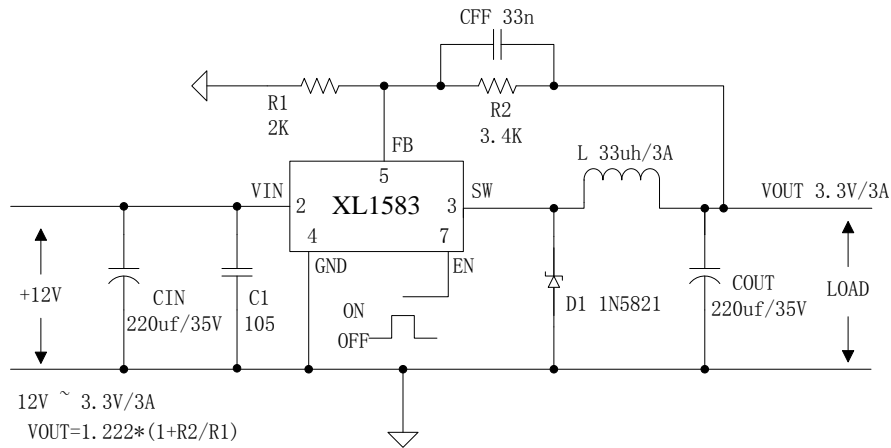 CFF 33n
R1
2K
R2
3.4K
FB
5
L 33uh/3A
VIN
2
XL1583
3
SW
VOUT 3.3V/3A
4
7
GND
EN
+12V
CIN
220uf/35V
C1
105
ON
OFF
D1 1N5821
COUT
220uf/35V
LOAD
12V ~ 3.3V/3A
VOUT=1.222*(1+R2/R1)